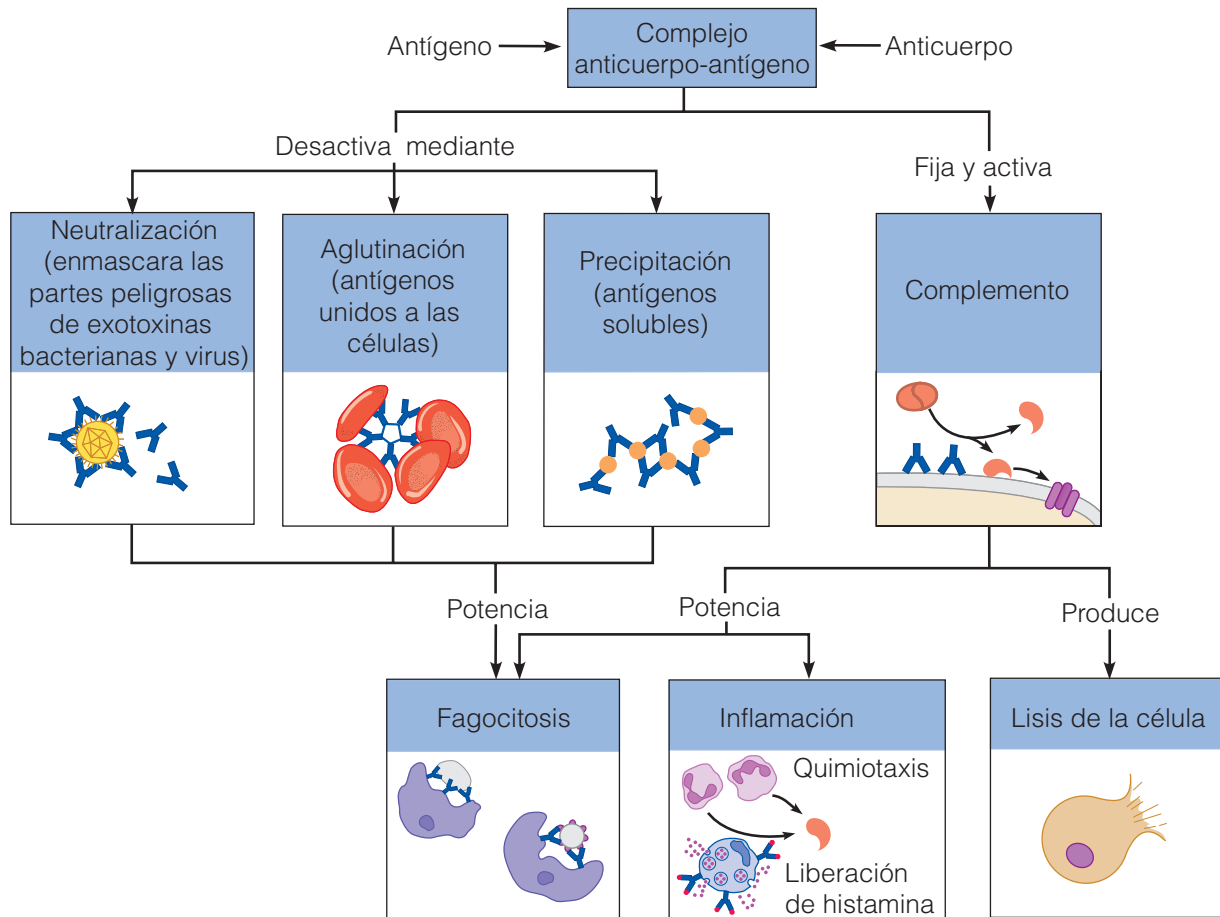 Antígeno
Complejo
anticuerpo-antígeno
Anticuerpo
Desactiva mediante
Fija y activa
Neutralización
(enmascara las
partes peligrosas
de exotoxinas
bacterianas y virus)
Aglutinación
(antígenos
unidos a las
células)
Precipitación
(antígenos
solubles)
Complemento
Potencia
Potencia
Produce
Fagocitosis
Inflamación
Lisis de la célula
Quimiotaxis
Liberación
de histamina